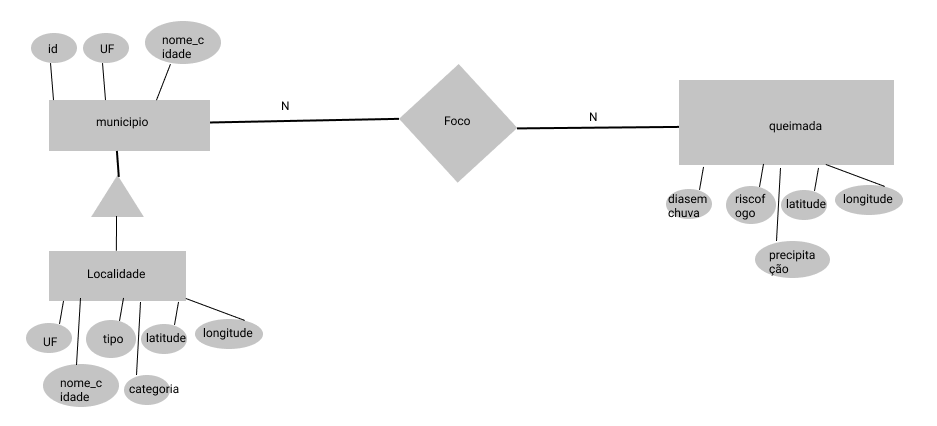 id
UF
nome_c
idade
municipio
N
Foco
N
queimada
diasem
chuva
riscof
ogo
latitude
longitude
precipita
ção
Localidade
UF
tipo
latitude
longitude
nome_c
idade
categoria